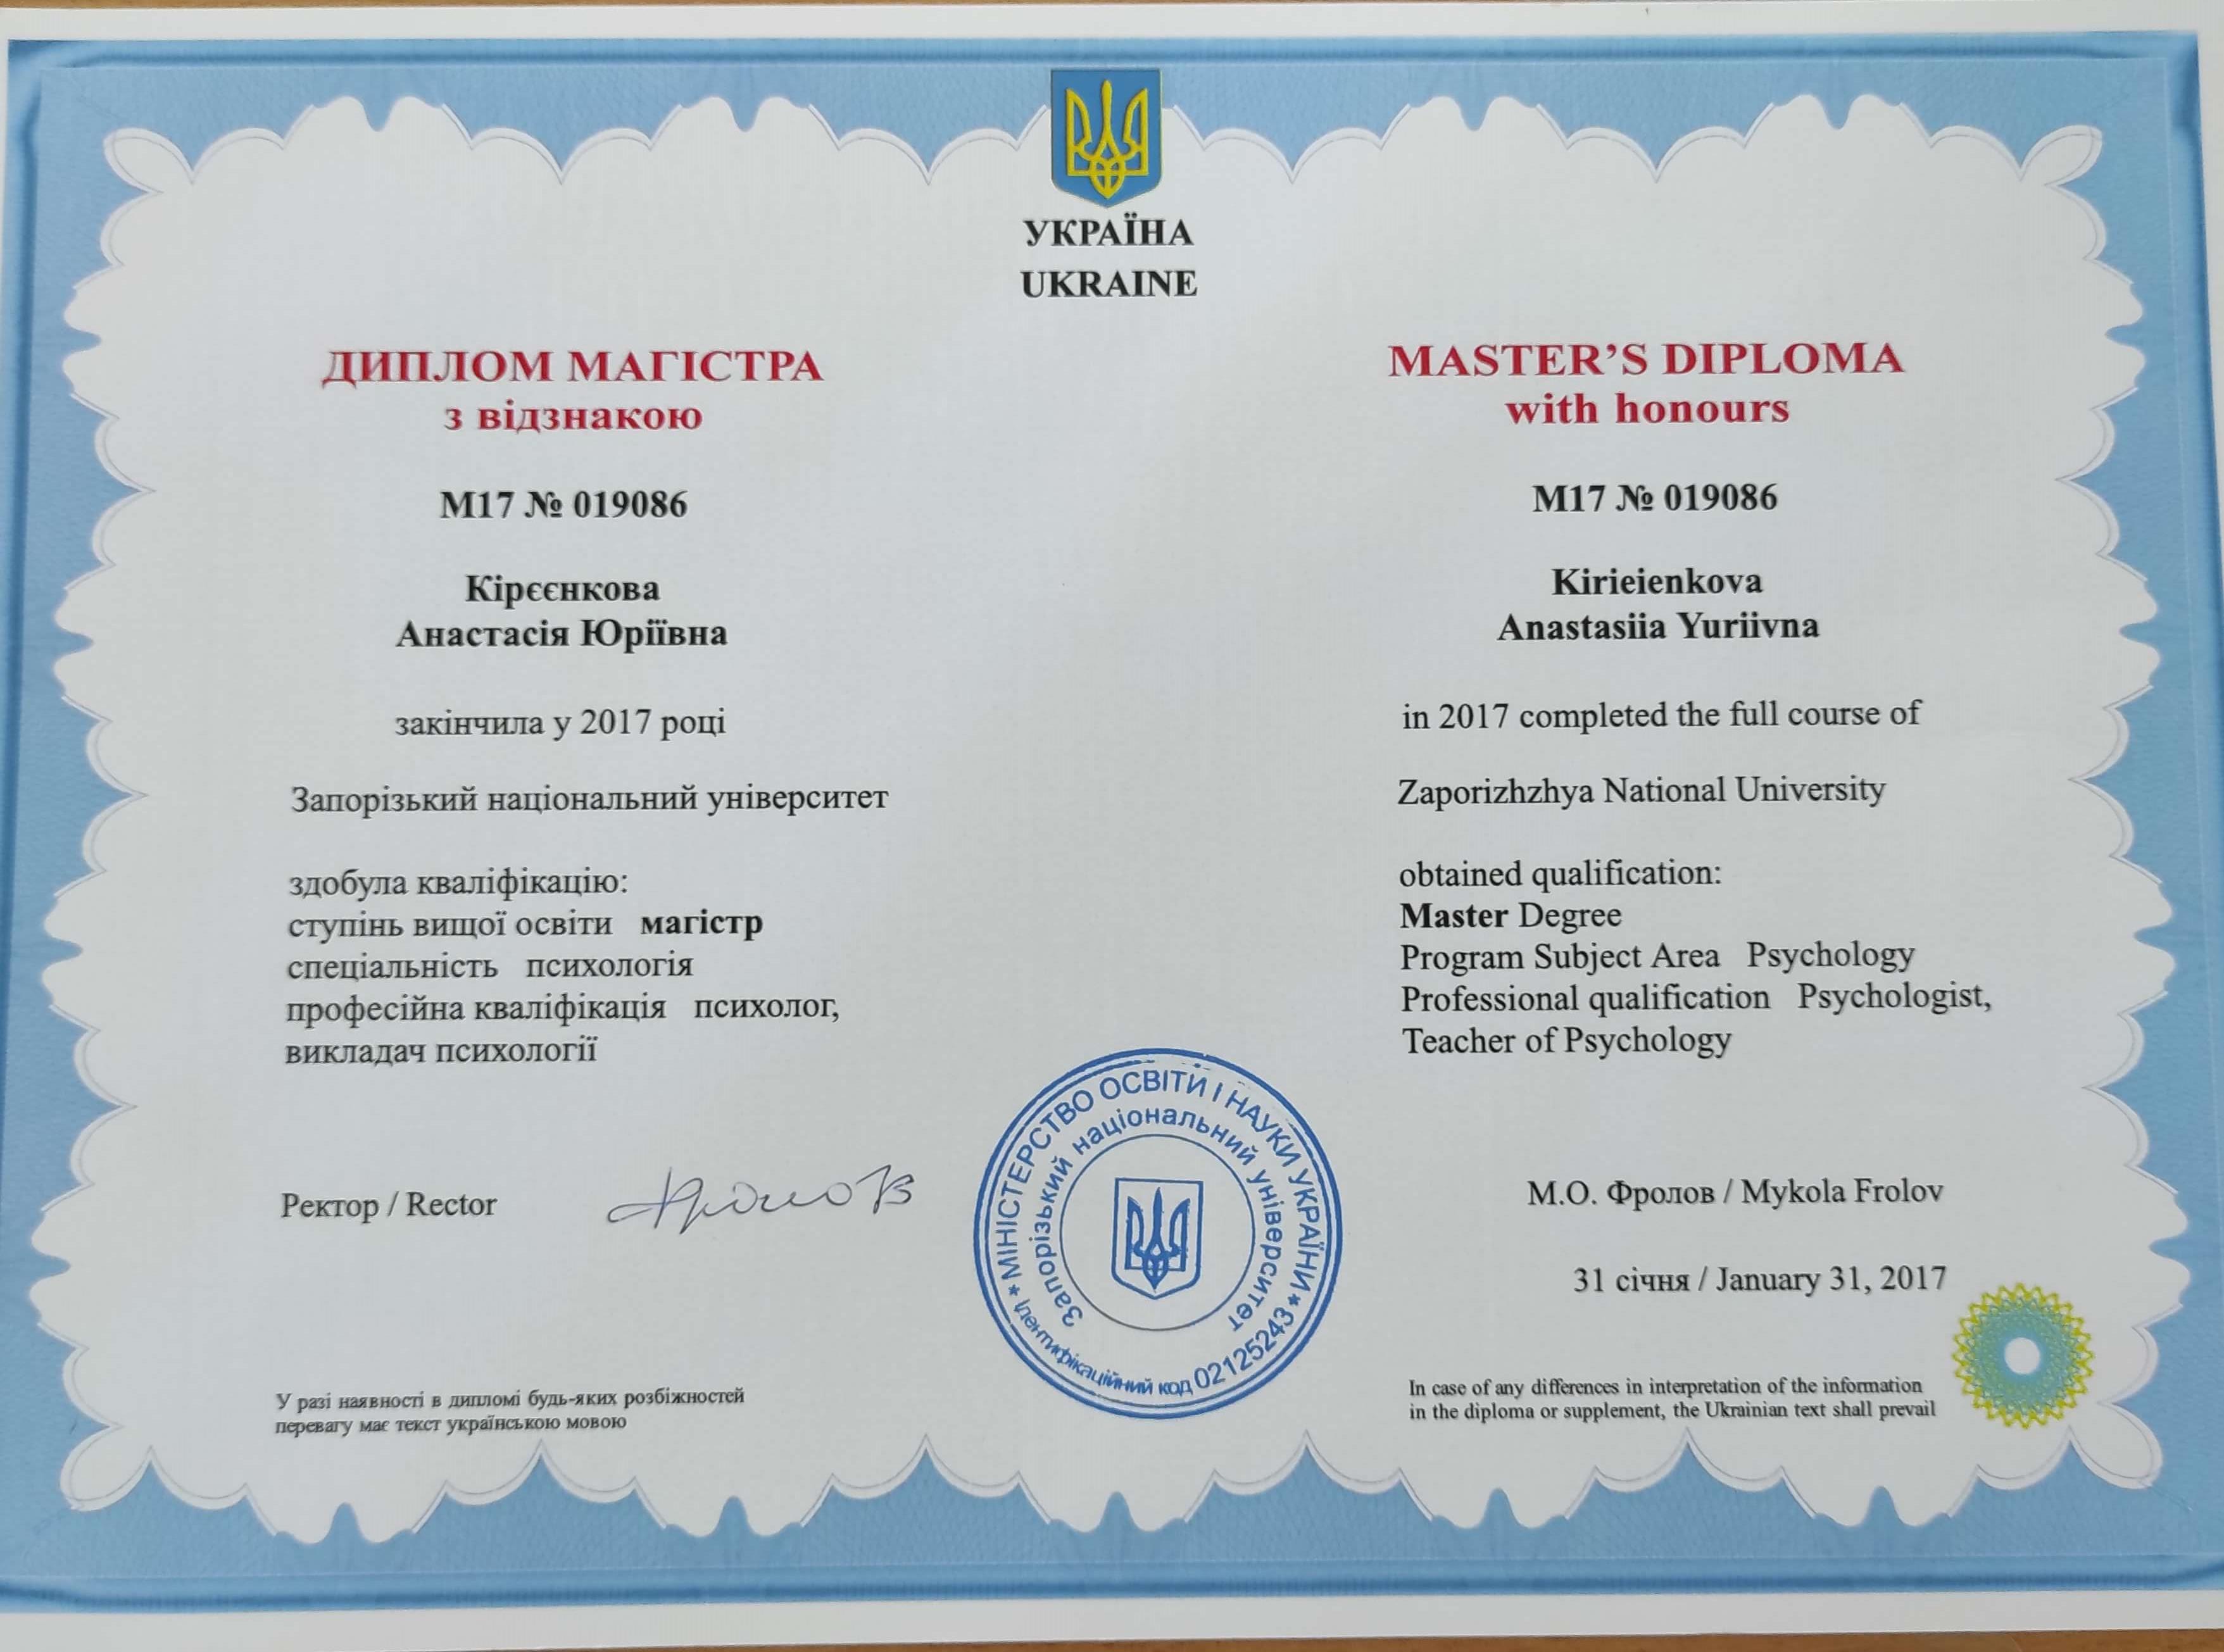 УКРАЇНА
UKRAINE
ДИПЛОМ МАГІСТРА
з відзнакою
М17 № 019086
Кірєєнкова
Анастасія Юріївна
закінчила у 2017 році
Запорізький національний університет
здобула кваліфікацію:
ступінь вищої освіти магістр
спеціальність психологія
професійна кваліфікація психолог,
викладач психології
Ректор / Rector
Фролов
У разі наявності в дипломі будь-яких розбіжностей
перевагу має текст українською мовою
MASTER’S DIPLOMA
with honours
M17 № 019086
Kirieienkova
Anastasiia Yuriivna
in 2017 completed the full course of
Zaporizhzhya National University
obtained qualification:
Master Degree
Program Subject Area Psychology
Professional qualification Psychologist,
Teacher of Psychology
М.О. Фролов / Mykola Frolov
31 січня / January 31, 2017
In case of any differences in interpretation of the information
in the diploma or supplement, the Ukrainian text shall prevail
* МІНІСТЕРСТВО ОСВІТИ І НАУКИ УКРАЇНИ *
Ідентифікаційний код 02125243
Запорізький національний університет